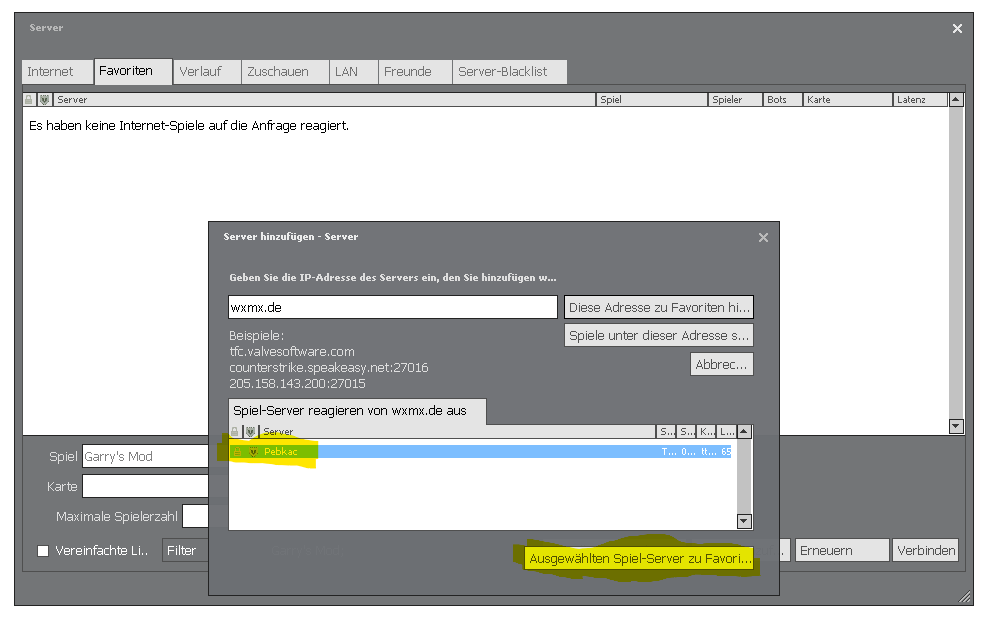 Server
Internet Favoriten Verlauf Zuschauen LAN Freunde Server-Blacklist
Server Spiel Spieler Bots Karte Latenz
Es haben keine Internet-Spiele auf die Anfrage reagiert.
Server hinzufügen - Server
Geben Sie die IP-Adresse des Servers ein, den Sie hinzufügen w...
wxmx.de
Diese Adresse zu Favoriten hi...
Beispiele:
Spiele unter dieser Adresse s...
tfc.valvesoftware.com
counterstrike.speakeasy.net:27016
Abbrec...
205.158.143.200:27015
Spiel-Server reagieren von wxmx.de aus
Server S... S... K... L...
Pebkac T... 0... tt... 65
Spiel Garry's Mod
Karte
Maximale Spielerzahl
Vereinfachte Li.. Filter
Ausgewählten Spiel-Server zu Favori...
Erneuern Verbinden